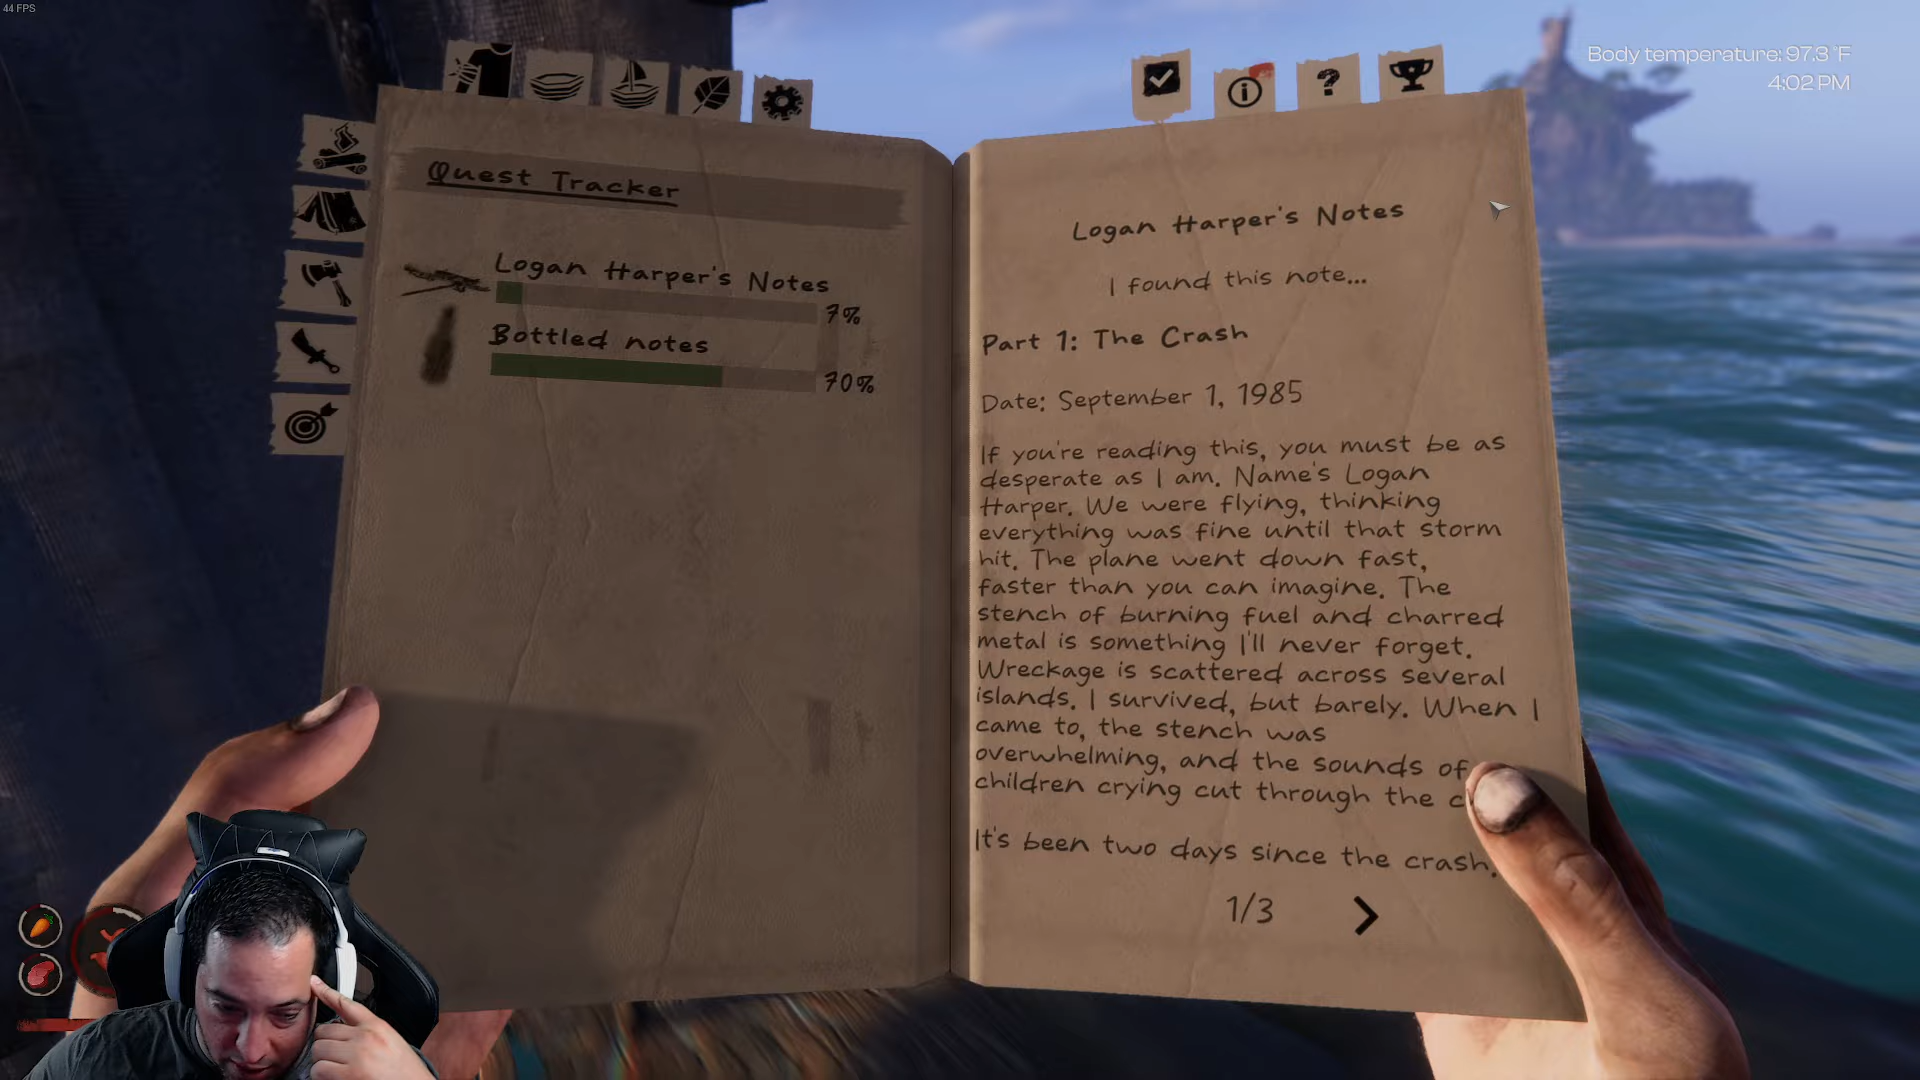 44 FPS
Body temperature: 97.3 °F
4:02 PM
Quest Tracker
Logan Harper's Notes
7%
Bottled notes
70%
Logan Harper's Notes
I found this note...
Part 1: The Crash
Date: September 1, 1985
If you're reading this, you must be as
desperate as I am. Name's Logan
Harper. We were flying, thinking
everything was fine until that storm
hit. The plane went down fast,
faster than you can imagine. The
stench of burning fuel and charred
metal is something I'll never forget.
Wreckage is scattered across several
islands. I survived, but barely. When I
came to, the stench was
overwhelming, and the sounds of
children crying cut through the
It's been two days since the crash.
1/3